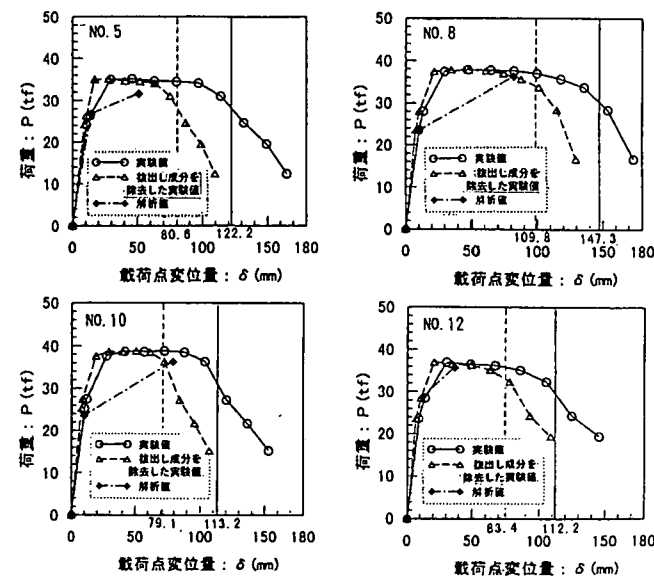 NO.5
荷重：P(tf)
50
40
30
20
10
0
実験値
抜出し成分を
除去した実験値
解析値
0 50 100 150 180
80.6 122.2
載荷点変位量：δ(mm)
NO.8
荷重：P(tf)
50
40
30
20
10
0
実験値
抜出し成分を
除去した実験値
解析値
0 50 100 150 180
109.8 147.3
載荷点変位量：δ(mm)
NO.10
荷重：P(tf)
50
40
30
20
10
0
実験値
抜出し成分を
除去した実験値
解析値
0 50 100 150 180
79.1 113.2
載荷点変位量：δ(mm)
NO.12
荷重：P(tf)
50
40
30
20
10
0
実験値
抜出し成分を
除去した実験値
解析値
0 50 100 150 180
83.4 112.2
載荷点変位量：δ(mm)